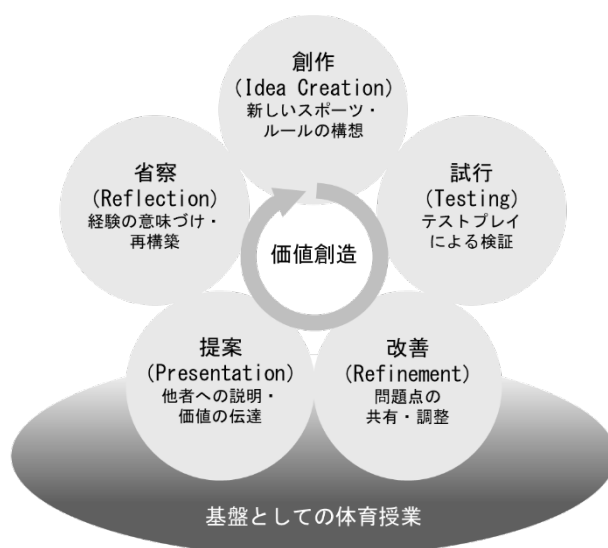 創作
(Idea Creation)
新しいスポーツ・
ルールの構想
試行
(Testing)
テストプレイ
による検証
改善
(Refinement)
問題点の
共有・調整
提案
(Presentation)
他者への説明・
価値の伝達
省察
(Reflection)
経験の意味づけ・
再構築
価値創造
基盤としての体育授業